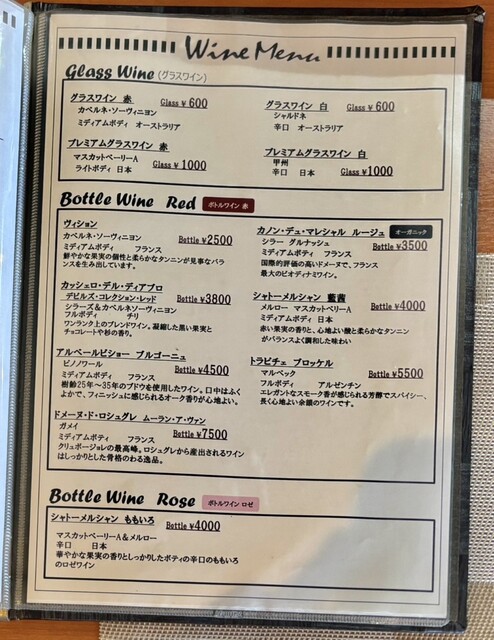 Wine Menu
Glass Wine (グラスワイン)
グラスワイン 赤 Glass ¥600
カベルネ・ソーヴィニヨン
ミディアムボディ オーストラリア
グラスワイン 白 Glass ¥600
シャルドネ
辛口 オーストラリア
プレミアムグラスワイン 赤
マスカットベーリーA
ライトボディ 日本 Glass ¥1000
プレミアムグラスワイン 白
甲州
辛口 日本 Glass ¥1000
Bottle Wine Red ボトルワイン 赤
ヴィション
カベルネ・ソーヴィニヨン Bottle ¥2500
ミディアムボディ フランス
鮮やかな果実の個性と柔らかなタンニンが見事なバラ
ンスを生み出しています。
カノン・デュ・マレシャル ルージュ オーガニック
シラー グルナッシュ Bottle ¥3500
ミディアムボディ フランス
国際的評価の高いドメーヌで、フランス
最大のビオディナミワイン。
カッシェロ・デル・ディアブロ
デビルズ・コレクション・レッド Bottle ¥3800
シラーズ&カベルネソーヴィニヨン
フルボディ チリ
ワンランク上のブレンドワイン。凝縮した黒い果実と
チョコレートや杉の香り。
シャトーメルシャン 藍茜
メルロー マスカットベーリーA Bottle ¥4000
ミディアムボディ 日本
赤い果実の香りと、心地よい酸と柔らかなタンニン
がバランスよく調和した味わい
アルベールビショー ブルゴーニュ
ピノノワール Bottle ¥4500
ミディアムボディ フランス
樹齢25年～35年のブドウを使用したワイン。口中はふく
よかで、フィニッシュに感じられるオーク香りが心地よい。
トラピチェ ブロッケル
マルベック Bottle ¥5500
フルボディ アルゼンチン
エレガントなスモーク香が感じられる芳醇でスパイシー、
長く心地よい余韻のワインです。
ドメーヌ・ド・ロシュグレ ムーラン・ア・ヴァン
ガメイ Bottle ¥7500
ミディアムボディ フランス
クリュボージョレの最高峰。ロシュグレから産出されるワイン
はしっかりとした骨格のわる逸品。
Bottle Wine Rose ボトルワイン ロゼ
シャトーメルシャン ももいろ Bottle ¥4000
マスカットベーリーA&メルロー
辛口 日本
華やかな果実の香りとしっかりしたボティの辛口のももいろ
のロゼワイン